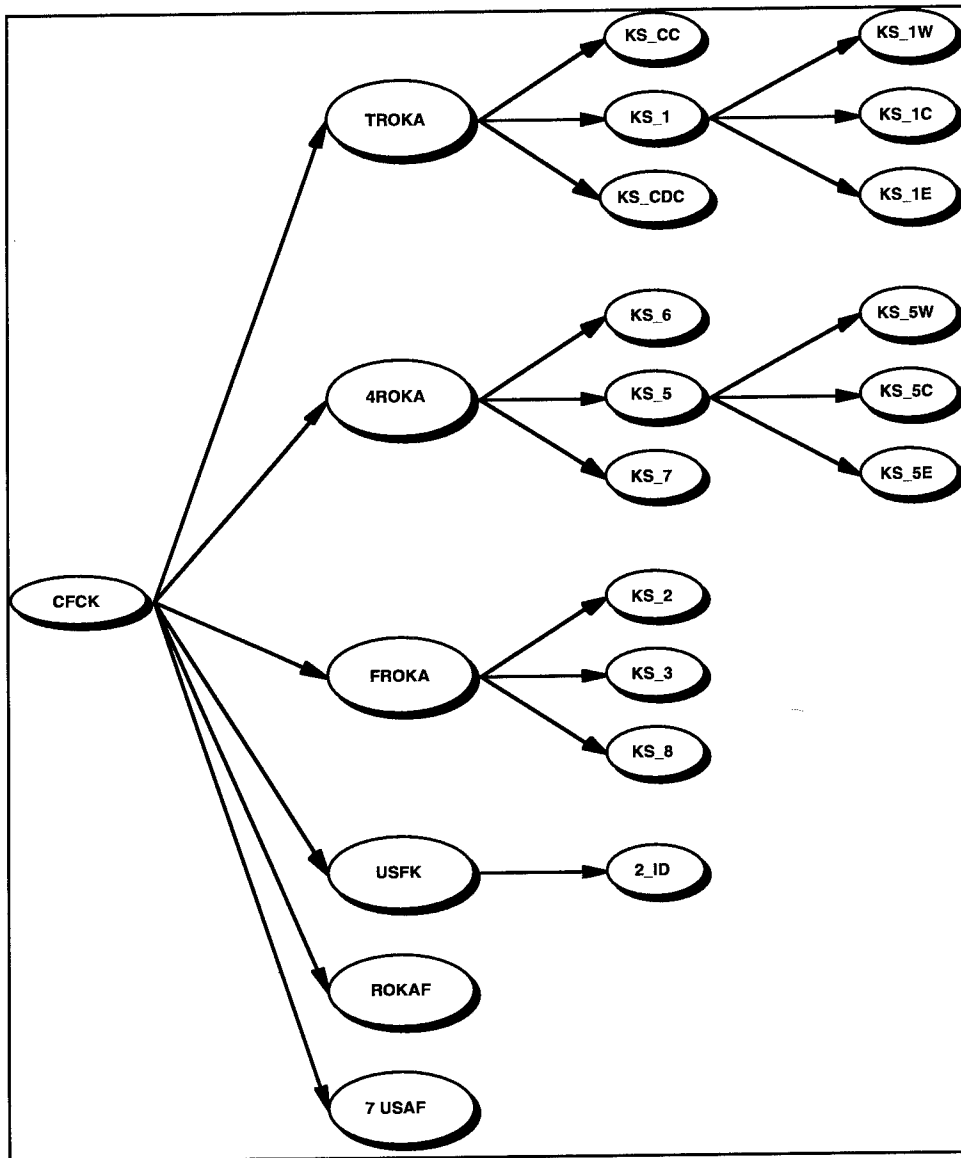 KS_CC
KS_1W
TROKA
KS_1
KS_1C
KS_CDC
KS_1E
KS_6
KS_5W
4ROKA
KS_5
KS_5C
KS_7
KS_5E
CFCK
KS_2
FROKA
KS_3
KS_8
USFK
2_ID
ROKAF
7 USAF